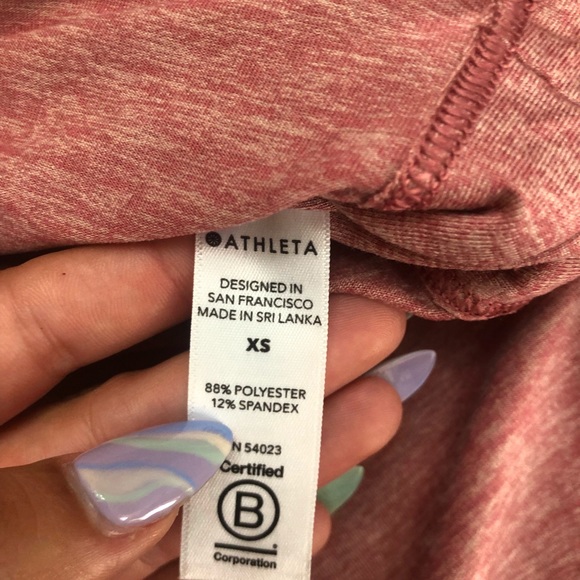 ATHLETA
DESIGNED IN
SAN FRANCISCO
MADE IN SRI LANKA
XS
88% POLYESTER
12% SPANDEX
N 54023
Certified
B
Corporation